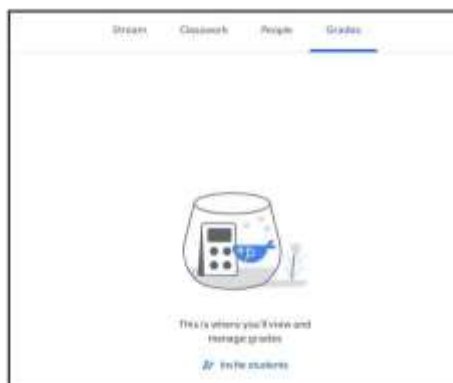 Stream Classwork People Grades
This is where you'll view and
manage grades
Invite students